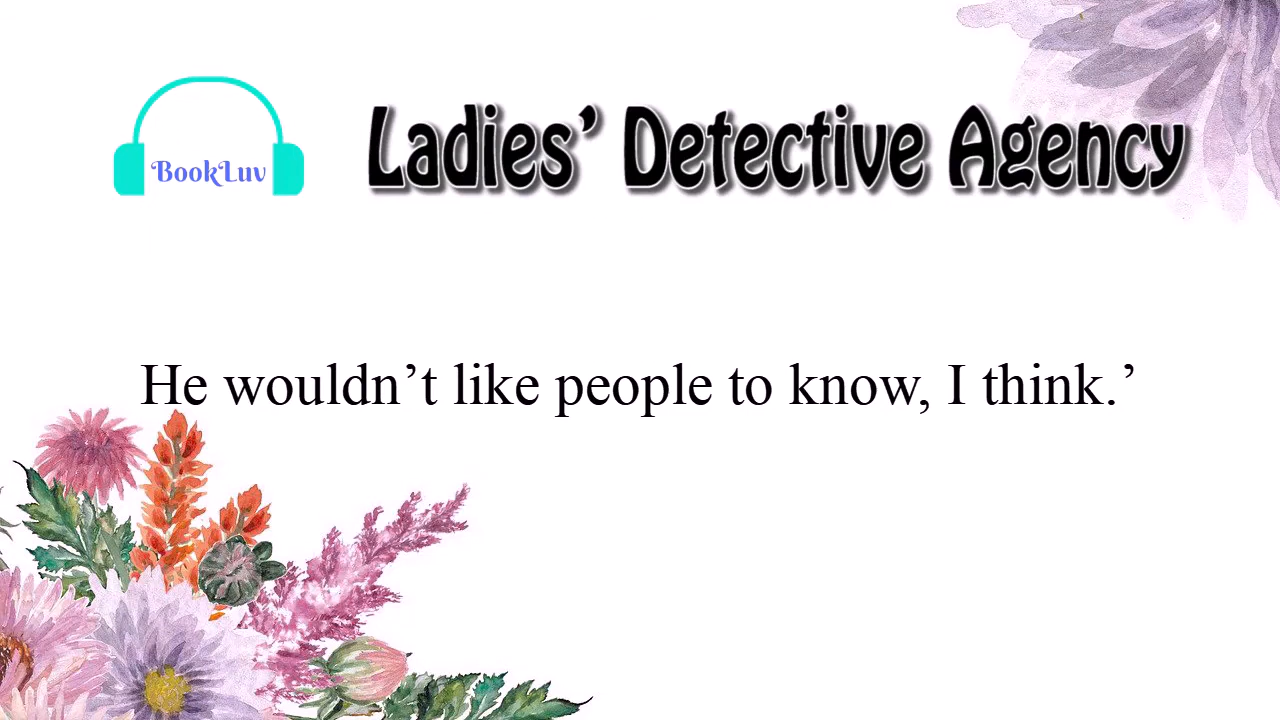 BookLuv
Ladies’ Detective Agency
He wouldn’t like people to know, I think.’